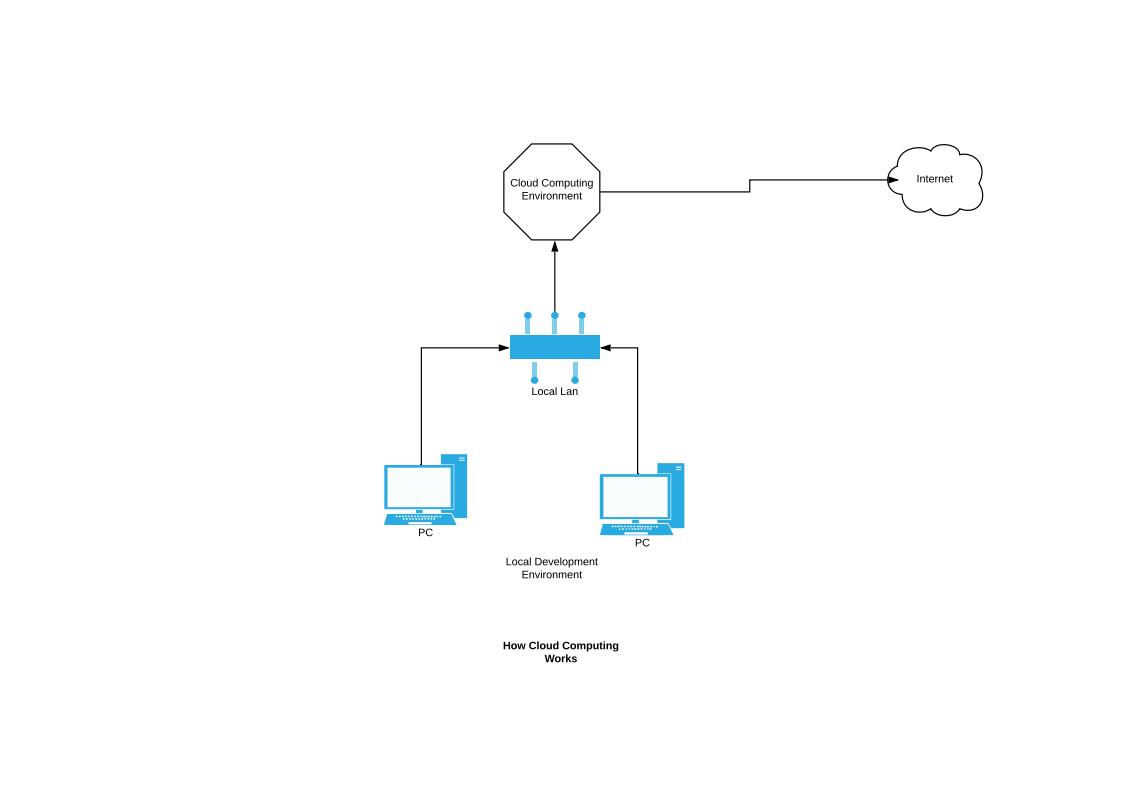 Cloud Computing
Environment
Internet
Local Lan
PC
PC
Local Development
Environment
How Cloud Computing
Works